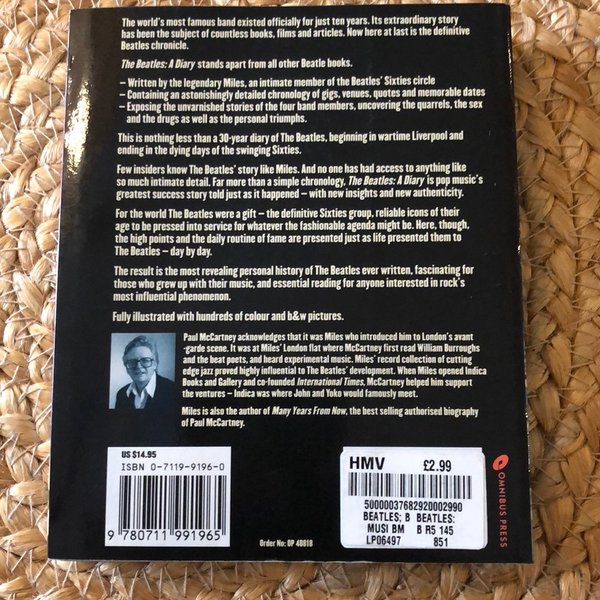 The world's most famous band existed officially for just ten years. Its extraordinary story
has been the subject of countless books, films and articles. Now here at last is the definitive
Beatles chronicle.
The Beatles: A Diary stands apart from all other Beatle books.
– Written by the legendary Miles, an intimate member of the Beatles' Sixties circle
– Containing an astonishingly detailed chronology of gigs, venues, quotes and memorable dates
– Exposing the unvarnished stories of the four band members, uncovering the quarrels, the sex
and the drugs as well as the personal triumphs.
This is nothing less than a 30-year diary of The Beatles, beginning in wartime Liverpool and
ending in the dying days of the swinging Sixties.
Few insiders know The Beatles' story like Miles. And no one has had access to anything like
so much intimate detail. Far more than a simple chronology, The Beatles: A Diary is pop music's
greatest success story told just as it happened – with new insights and new authenticity.
For the world The Beatles were a gift – the definitive Sixties group, reliable icons of their
age to be pressed into service for whatever the fashionable agenda might be. Here, though,
the high points and the daily routine of fame are presented just as life presented them to
The Beatles – day by day.
The result is the most revealing personal history of The Beatles ever written, fascinating for
those who grew up with their music, and essential reading for anyone interested in rock's
most influential phenomenon.
Fully illustrated with hundreds of colour and b&w pictures.
Paul McCartney acknowledges that it was Miles who introduced him to London's avant
-garde scene. It was at Miles' London flat where McCartney first read William Burroughs
and the beat poets, and heard experimental music. Miles' record collection of cutting
edge jazz proved highly influential to The Beatles' development. When Miles opened Indica
Books and Gallery and co-founded International Times, McCartney helped him support
the ventures – Indica was where John and Yoko would famously meet.
Miles is also the author of Many Years From Now, the best selling authorised biography
of Paul McCartney.
US $14.95
ISBN 0-7119-9196-0
9 780711 991965
Order No: OP 48818
HMV £2.99
50000037682920002990
BEATLES; B BEATLES:
MUSI BM B R5 145
LP06497 851
OMNIBUS PRESS